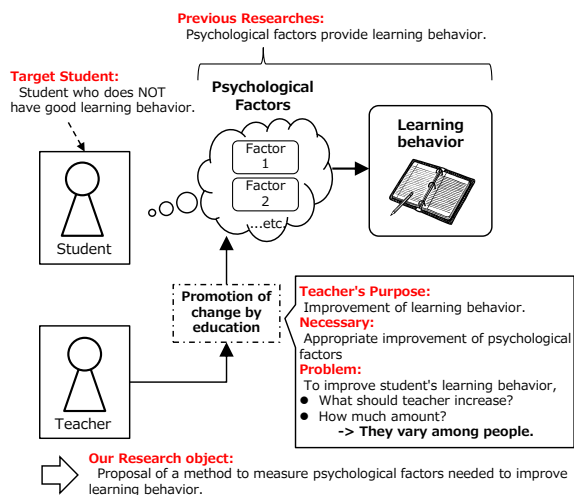 Previous Researches:
Psychological factors provide learning behavior.
Target Student:
Student who does NOT
have good learning behavior.
Psychological
Factors
Factor
1
Factor
2
...etc.
Learning
behavior
Student
Promotion of
change by
education
Teacher's Purpose:
Improvement of learning behavior.
Necessary:
Appropriate improvement of psychological
factors
Problem:
To improve student's learning behavior,
● What should teacher increase?
● How much amount?
-> They vary among people.
Teacher
Our Research object:
Proposal of a method to measure psychological factors needed to improve
learning behavior.